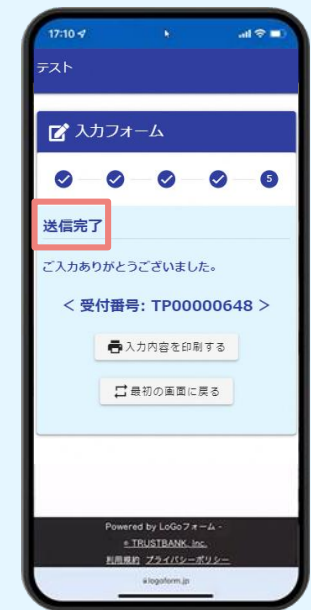 17:10
テスト
入力フォーム
5
送信完了
ご入力ありがとうございました。
< 受付番号: TP00000648 >
入力内容を印刷する
最初の画面に戻る
Powered by LoGoフォーム -
© TRUSTBANK, Inc.
利用規約 プライバシーポリシー
logoform.jp